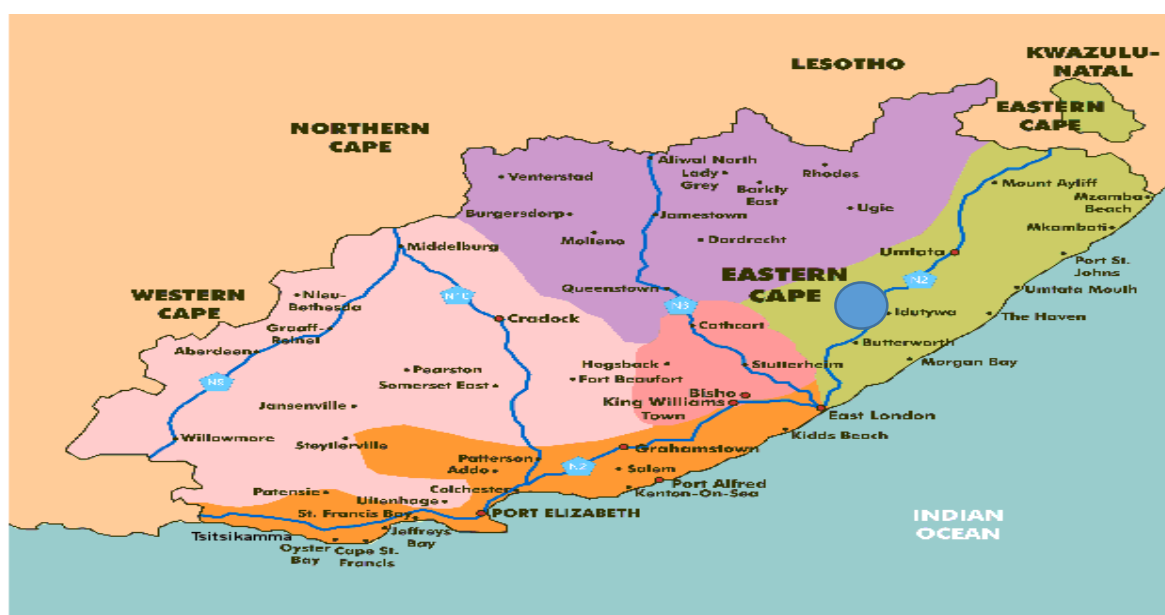 KWAZULU-
NATAL
LESOTHO
EASTERN
CAPE
NORTHERN
CAPE
Aliwal North
Lady
Grey
Rhodes
Venterstad
Barkly
East
Mount Ayliff
Mzamba
Beach
Burgersdorp
Jamestown
Ugie
Mkambati
Molteno
Dordrecht
Middelburg
Umtata
Port St.
Johns
EASTERN
CAPE
N2
WESTERN
CAPE
Nieu-
Bethesda
N10
Queenstown
Umtata Mouth
N6
Idutywa
The Haven
Cradock
Cathcart
Graaff-
Reinet
Butterworth
Aberdeen
Hogsback
Stutterheim
Morgan Bay
Pearston
Fort Beaufort
N9
Somerset East
Bisho
King Williams
Town
Jansenville
East London
Willowmore
Kidds Beach
Steytlerville
Grahamstown
Patterson
N2
Addo
Salem
Port Alfred
Patensie
Colchester
Kenton-On-Sea
Uitenhage
St. Francis Bay
PORT ELIZABETH
INDIAN
OCEAN
Tsitsikamma
Jeffreys
Bay
Oyster
Bay
Cape St.
Francis